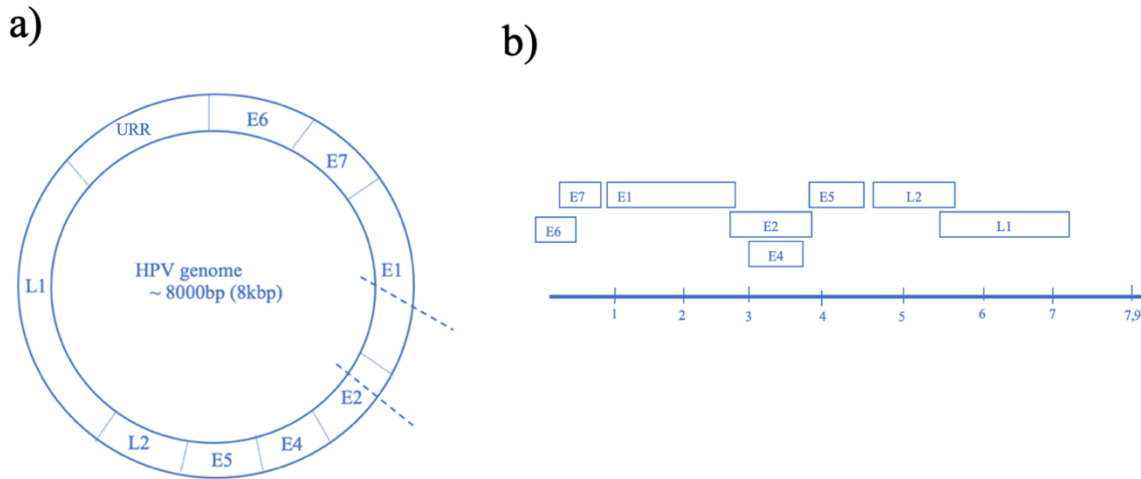 a)
b)
URR
E6
E7
E1
E2
E4
E5
L2
L1
HPV genome
~ 8000bp (8kbp)
E7
E1
E5
L2
E6
E2
L1
E4
1
2
3
4
5
6
7
7,9